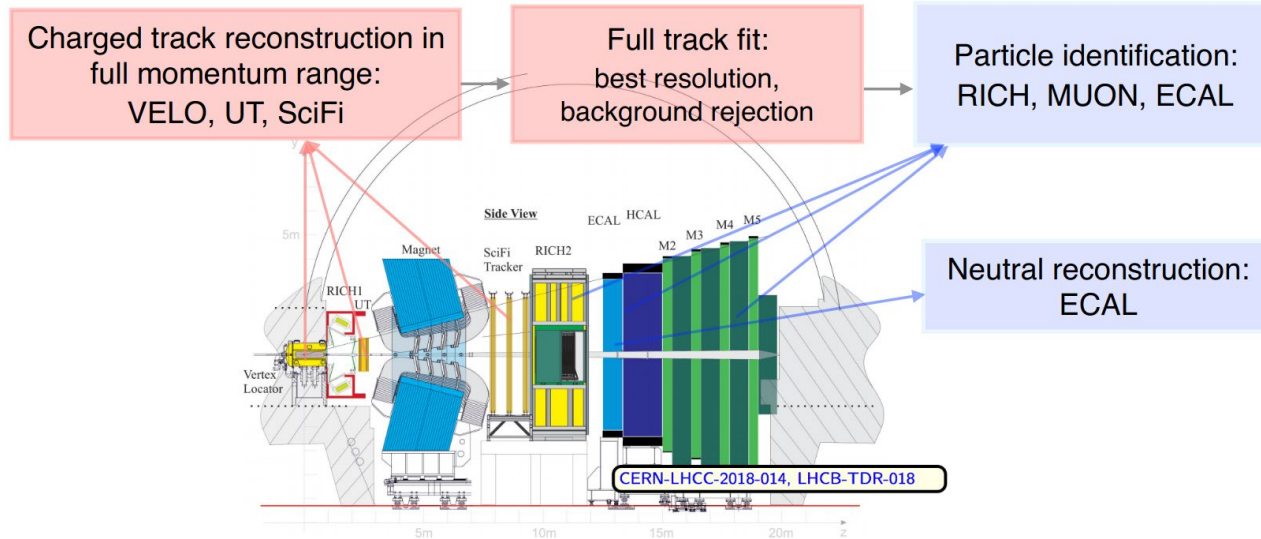 Charged track reconstruction in
full momentum range:
VELO, UT, SciFi
Full track fit:
best resolution,
background rejection
Particle identification:
RICH, MUON, ECAL
Neutral reconstruction:
ECAL
y
5m
Side View
ECAL
HCAL
M2
M3
M4
M5
Magnet
SciFi
Tracker
RICH2
RICH1
UT
Vertex
Locator
CERN-LHCC-2018-014, LHCB-TDR-018
5m
10m
15m
20m
z